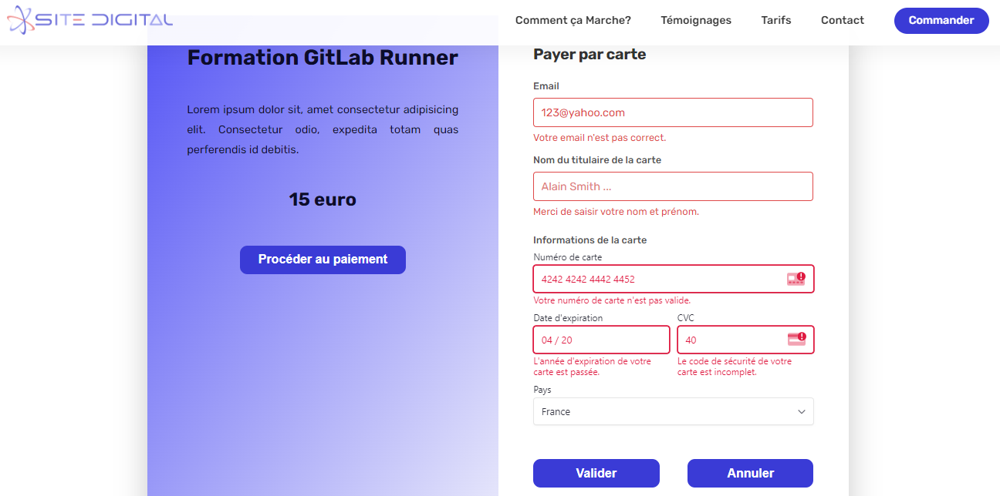 SITE DIGITAL
Comment ça Marche?
Témoignages
Tarifs
Contact
Commander
Formation GitLab Runner
Lorem ipsum dolor sit, amet consectetur adipisicing
elit. Consectetur odio, expedita totam quas
perferendis id debitis.
15 euro
Procéder au paiement
Payer par carte
Email
123@yahoo.com
Votre email n'est pas correct.
Nom du titulaire de la carte
Alain Smith ...
Merci de saisir votre nom et prénom.
Informations de la carte
Numéro de carte
4242 4242 4442 4452
Votre numéro de carte n'est pas valide.
Date d'expiration
04 / 20
L'année d'expiration de votre
carte est passée.
CVC
40
Le code de sécurité de votre
carte est incomplet.
Pays
France
Valider
Annuler